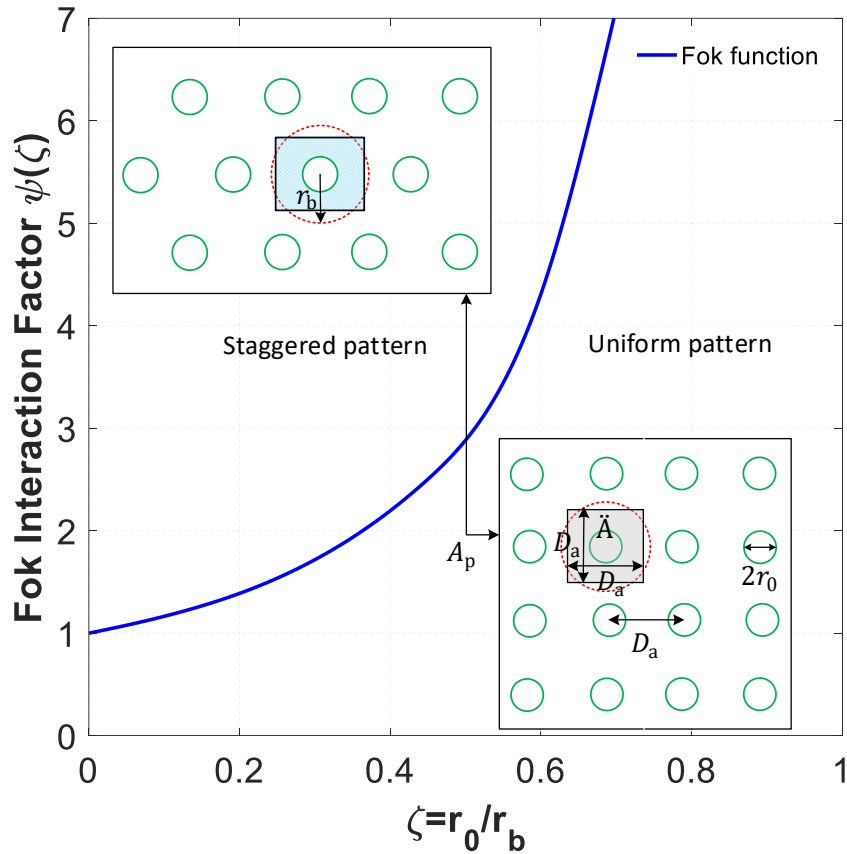 Fok Interaction Factor ψ(ζ)
7
6
5
4
3
2
1
0
Fok function
r_b
Staggered pattern
Uniform pattern
A_p
Ä
D_a
D_a
2r_0
D_a
0
0.2
0.4
0.6
0.8
1
ζ=r_0/r_b